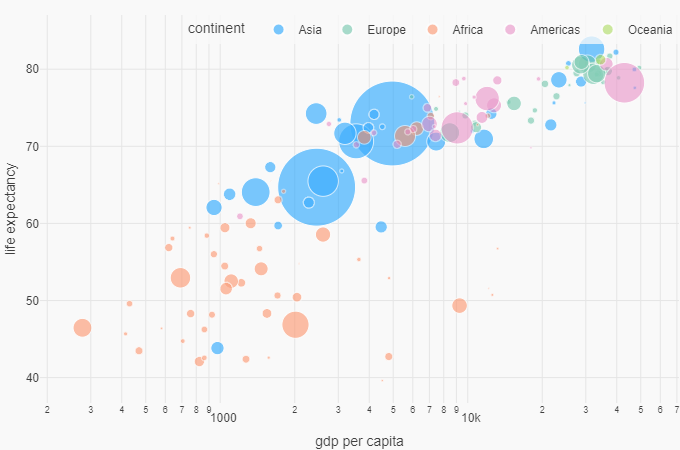 continent Asia Europe Africa Americas Oceania
80
70
60
50
40
life expectancy
2 3 4 5 6 7 8 9 1000 2 3 4 5 6 7 8 9 10k 2 3 4 5 6 7
gdp per capita